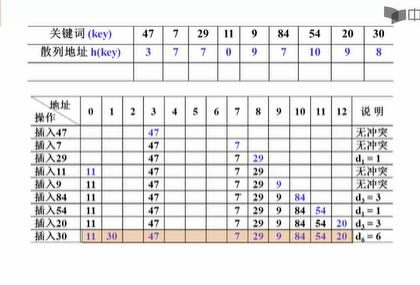 中
关键词 (key) 47 7 29 11 9 84 54 20 30
散列地址 h(key) 3 7 7 0 9 7 10 9 8
地址 0 1 2 3 4 5 6 7 8 9 10 11 12 说 明
操作
插入47 47 无冲突
插入7 47 7 无冲突
插入29 47 7 29 d₁ = 1
插入11 11 47 7 29 无冲突
插入9 11 47 7 29 9 无冲突
插入84 11 47 7 29 9 84 d₃ = 3
插入54 11 47 7 29 9 84 54 d₁ = 1
插入20 11 47 7 29 9 84 54 20 d₃ = 3
插入30 11 30 47 7 29 9 84 54 20 d₆ = 6